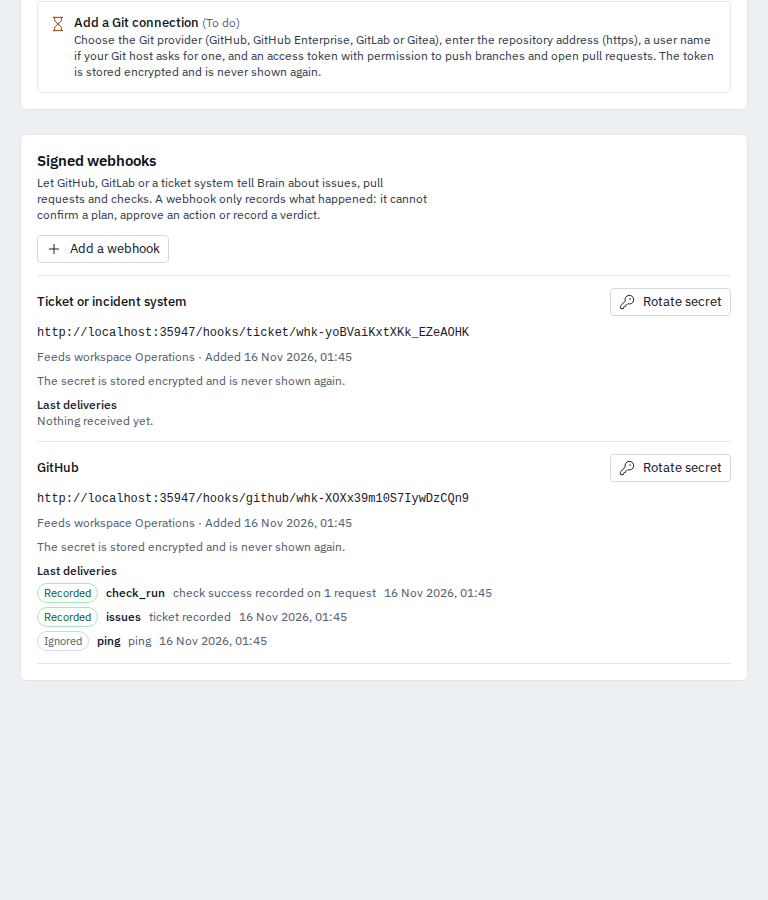 Add a Git connection (To do)
Choose the Git provider (GitHub, GitHub Enterprise, GitLab or Gitea), enter the repository address (https), a user name
if your Git host asks for one, and an access token with permission to push branches and open pull requests. The token
is stored encrypted and is never shown again.
Signed webhooks
Let GitHub, GitLab or a ticket system tell Brain about issues, pull
requests and checks. A webhook only records what happened: it cannot
confirm a plan, approve an action or record a verdict.
Add a webhook
Ticket or incident system
Rotate secret
http://localhost:35947/hooks/ticket/whk-yoBVaiKxtXKk_EZeAOHK
Feeds workspace Operations · Added 16 Nov 2026, 01:45
The secret is stored encrypted and is never shown again.
Last deliveries
Nothing received yet.
GitHub
Rotate secret
http://localhost:35947/hooks/github/whk-XOXx39m10S7IywDzCQn9
Feeds workspace Operations · Added 16 Nov 2026, 01:45
The secret is stored encrypted and is never shown again.
Last deliveries
Recorded check_run check success recorded on 1 request 16 Nov 2026, 01:45
Recorded issues ticket recorded 16 Nov 2026, 01:45
Ignored ping ping 16 Nov 2026, 01:45